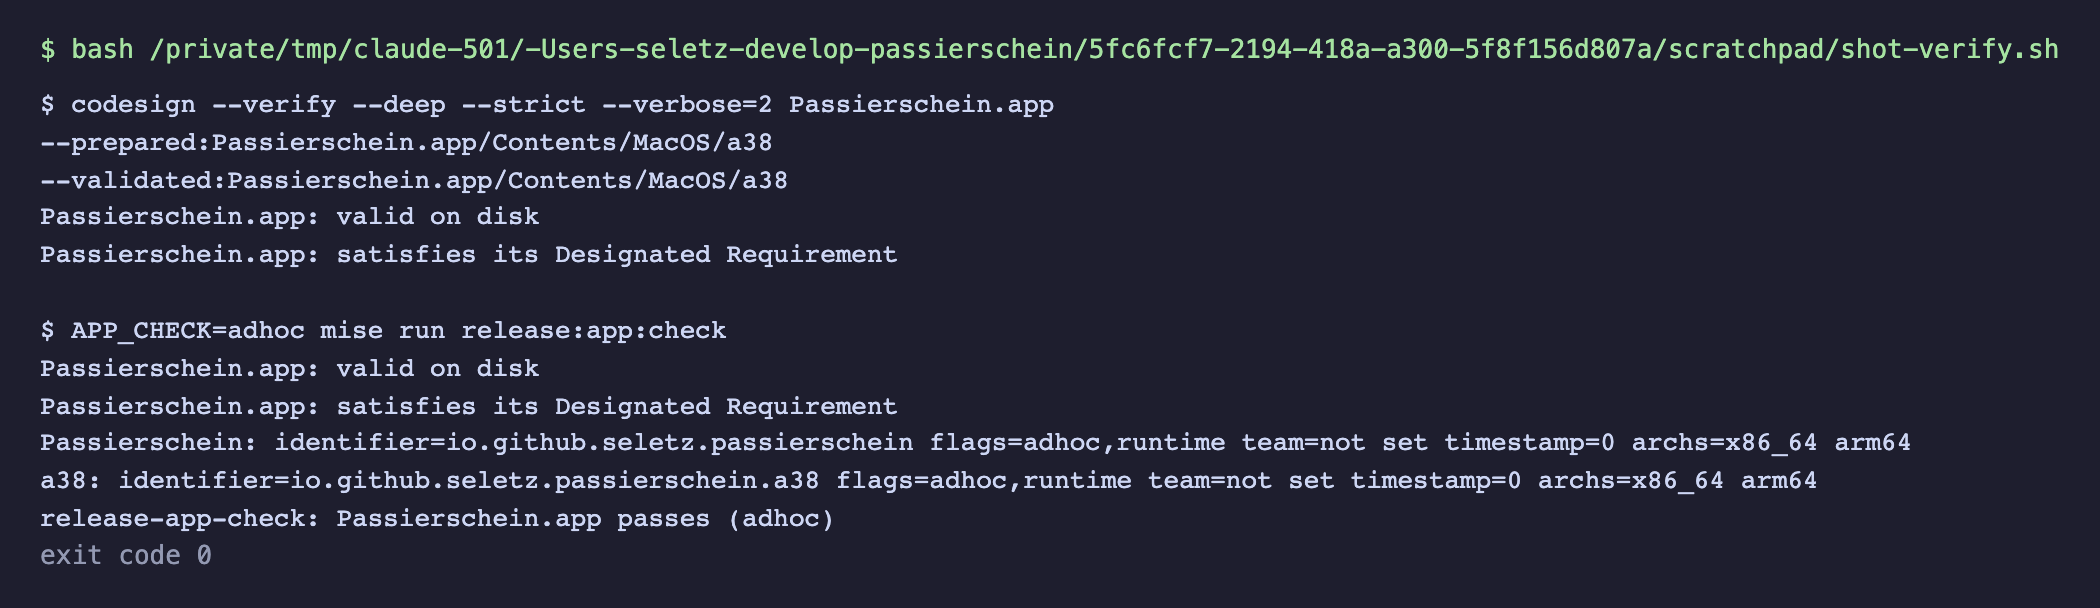 $ bash /private/tmp/claude-501/-Users-seletz-develop-passierschein/5fc6fcf7-2194-418a-a300-5f8f156d807a/scratchpad/shot-verify.sh
$ codesign --verify --deep --strict --verbose=2 Passierschein.app
--prepared:Passierschein.app/Contents/MacOS/a38
--validated:Passierschein.app/Contents/MacOS/a38
Passierschein.app: valid on disk
Passierschein.app: satisfies its Designated Requirement
$ APP_CHECK=adhoc mise run release:app:check
Passierschein.app: valid on disk
Passierschein.app: satisfies its Designated Requirement
Passierschein: identifier=io.github.seletz.passierschein flags=adhoc,runtime team=not set timestamp=0 archs=x86_64 arm64
a38: identifier=io.github.seletz.passierschein.a38 flags=adhoc,runtime team=not set timestamp=0 archs=x86_64 arm64
release-app-check: Passierschein.app passes (adhoc)
exit code 0